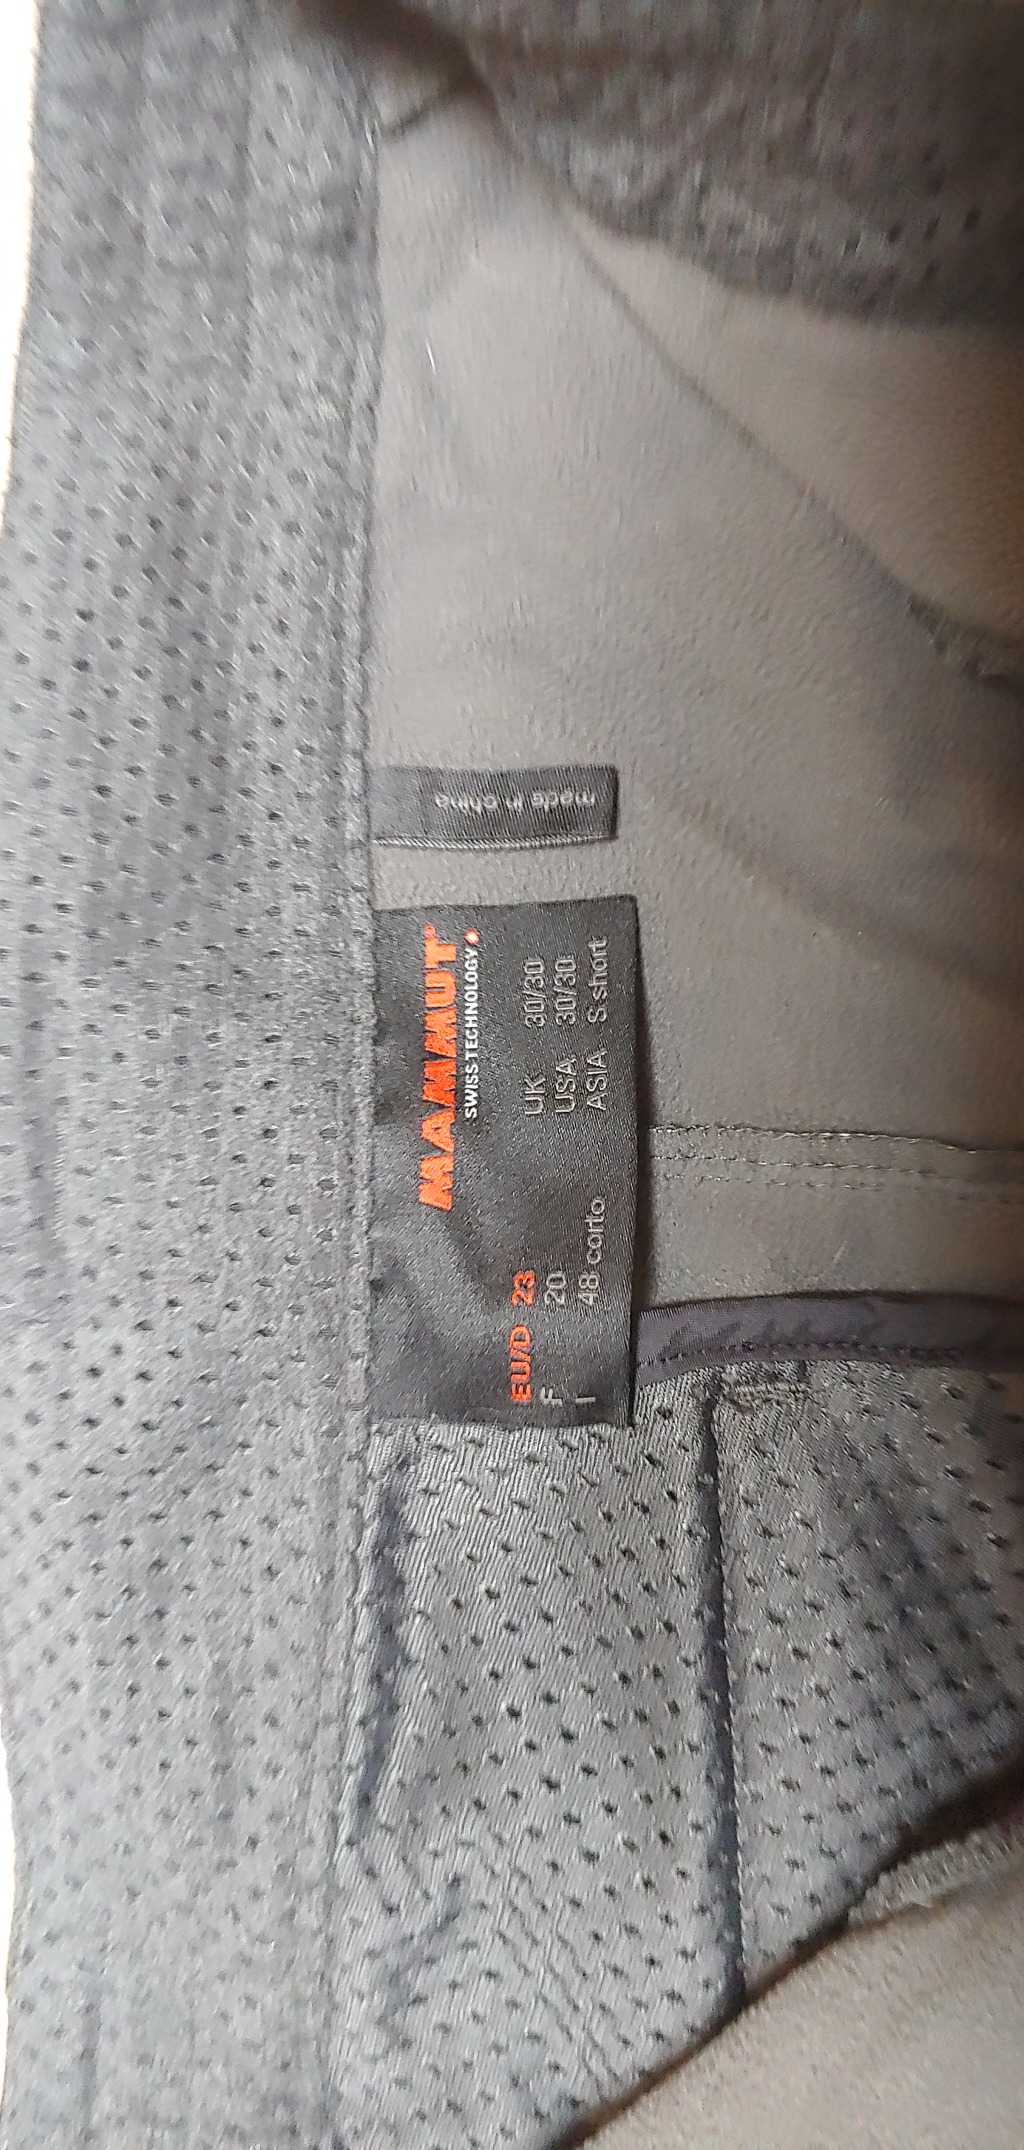 MAMMUT
SWISS TECHNOLOGY
EU/D 23 UK 30/30
F 20 USA 30/30
I 48 corto ASIA S short
made in China